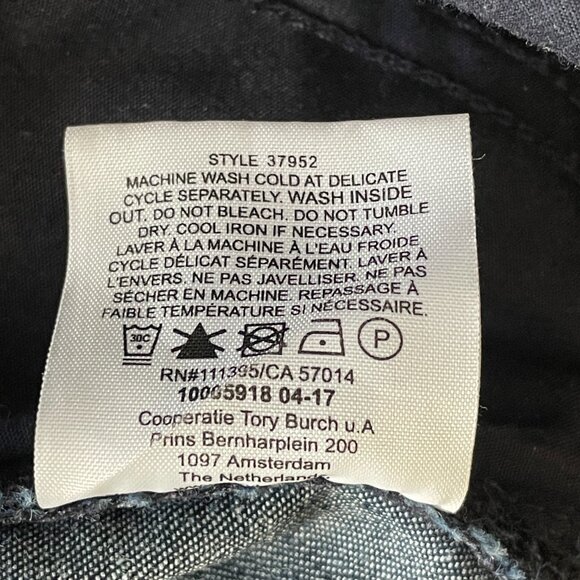 STYLE 37952
MACHINE WASH COLD AT DELICATE
CYCLE SEPARATELY. WASH INSIDE
OUT. DO NOT BLEACH. DO NOT TUMBLE
DRY. COOL IRON IF NECESSARY.
LAVER À LA MACHINE À L'EAU FROIDE,
CYCLE DÉLICAT SÉPARÉMENT. LAVER À
L'ENVERS. NE PAS JAVELLISER. NE PAS
SÉCHER EN MACHINE. REPASSAGE À
FAIBLE TEMPÉRATURE SI NÉCESSAIRE.
30C P
RN#111395/CA 57014
10005918 04-17
Cooperatie Tory Burch u.A
Prins Bernharplein 200
1097 Amsterdam
The Netherlands